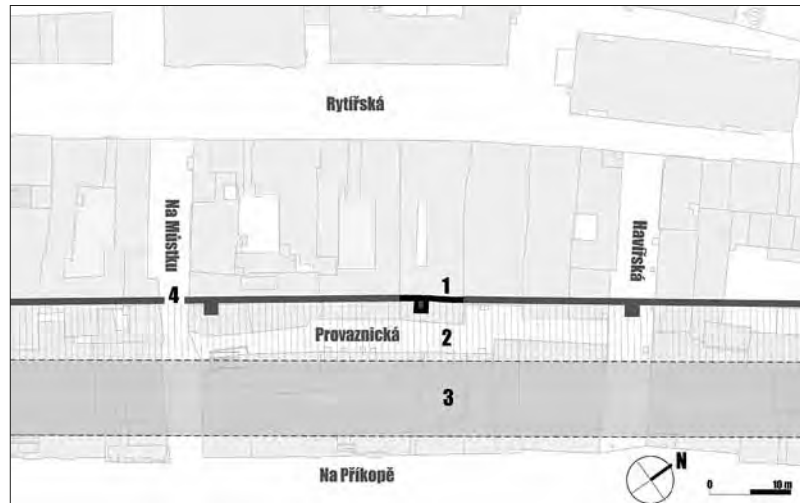 Rytířská
Na Můstku
Havířská
1
4
Provaznická
2
3
Na Příkopě
N
0
10 m